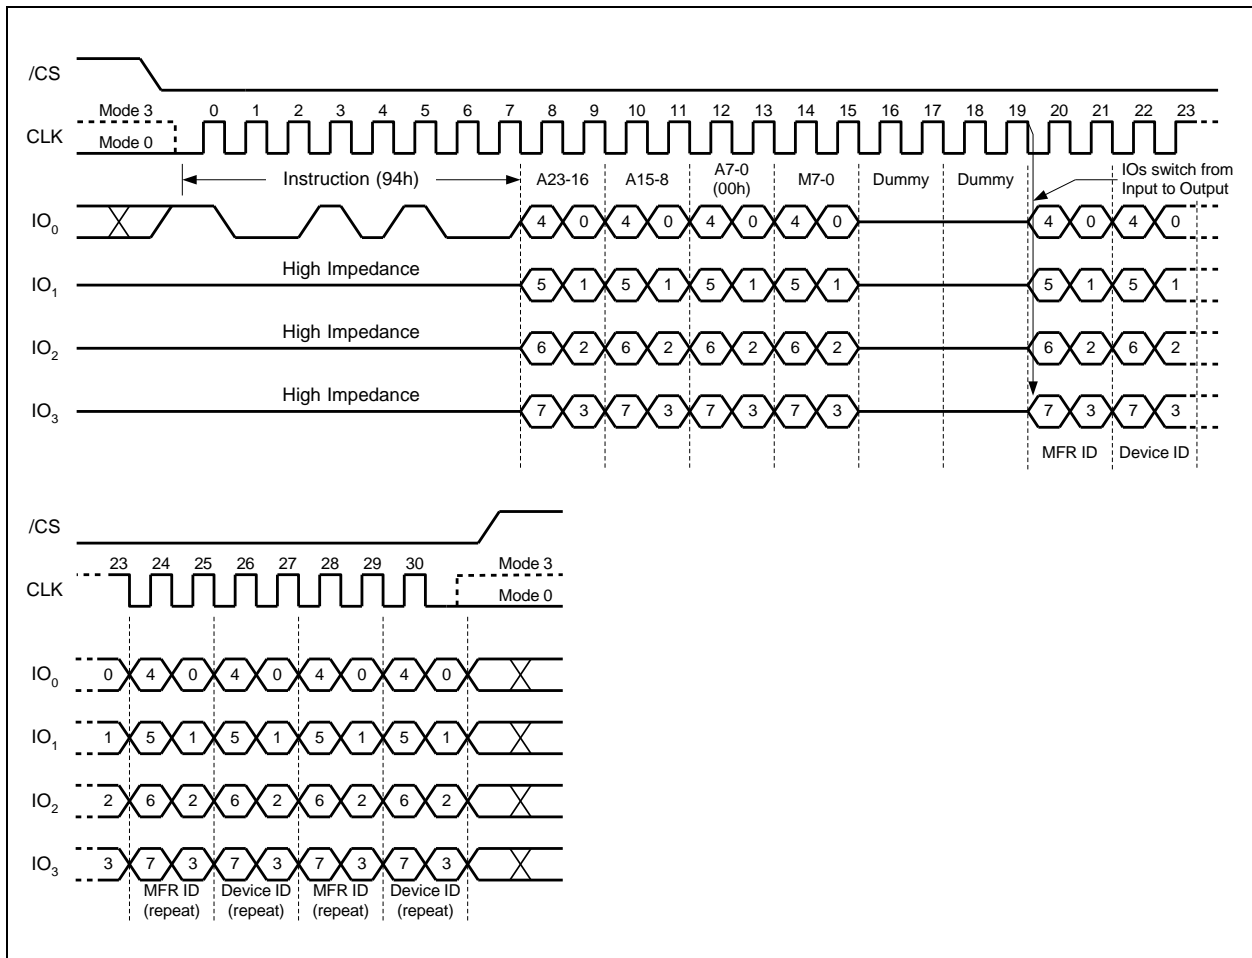 /CS
Mode 3 0 1 2 3 4 5 6 7 8 9 10 11 12 13 14 15 16 17 18 19 20 21 22 23
CLK
Mode 0
Instruction (94h) A23-16 A15-8 A7-0 (00h) M7-0 Dummy Dummy IOs switch from Input to Output
IO0 4 0 4 0 4 0 4 0 4 0 4 0
High Impedance
IO1 5 1 5 1 5 1 5 1 5 1 5 1
High Impedance
IO2 6 2 6 2 6 2 6 2 6 2 6 2
High Impedance
IO3 7 3 7 3 7 3 7 3 7 3 7 3
MFR ID Device ID
/CS
23 24 25 26 27 28 29 30 Mode 3
CLK
Mode 0
IO0 0 4 0 4 0 4 0 4 0
IO1 1 5 1 5 1 5 1 5 1
IO2 2 6 2 6 2 6 2 6 2
IO3 3 7 3 7 3 7 3 7 3
MFR ID Device ID MFR ID Device ID
(repeat) (repeat) (repeat) (repeat)